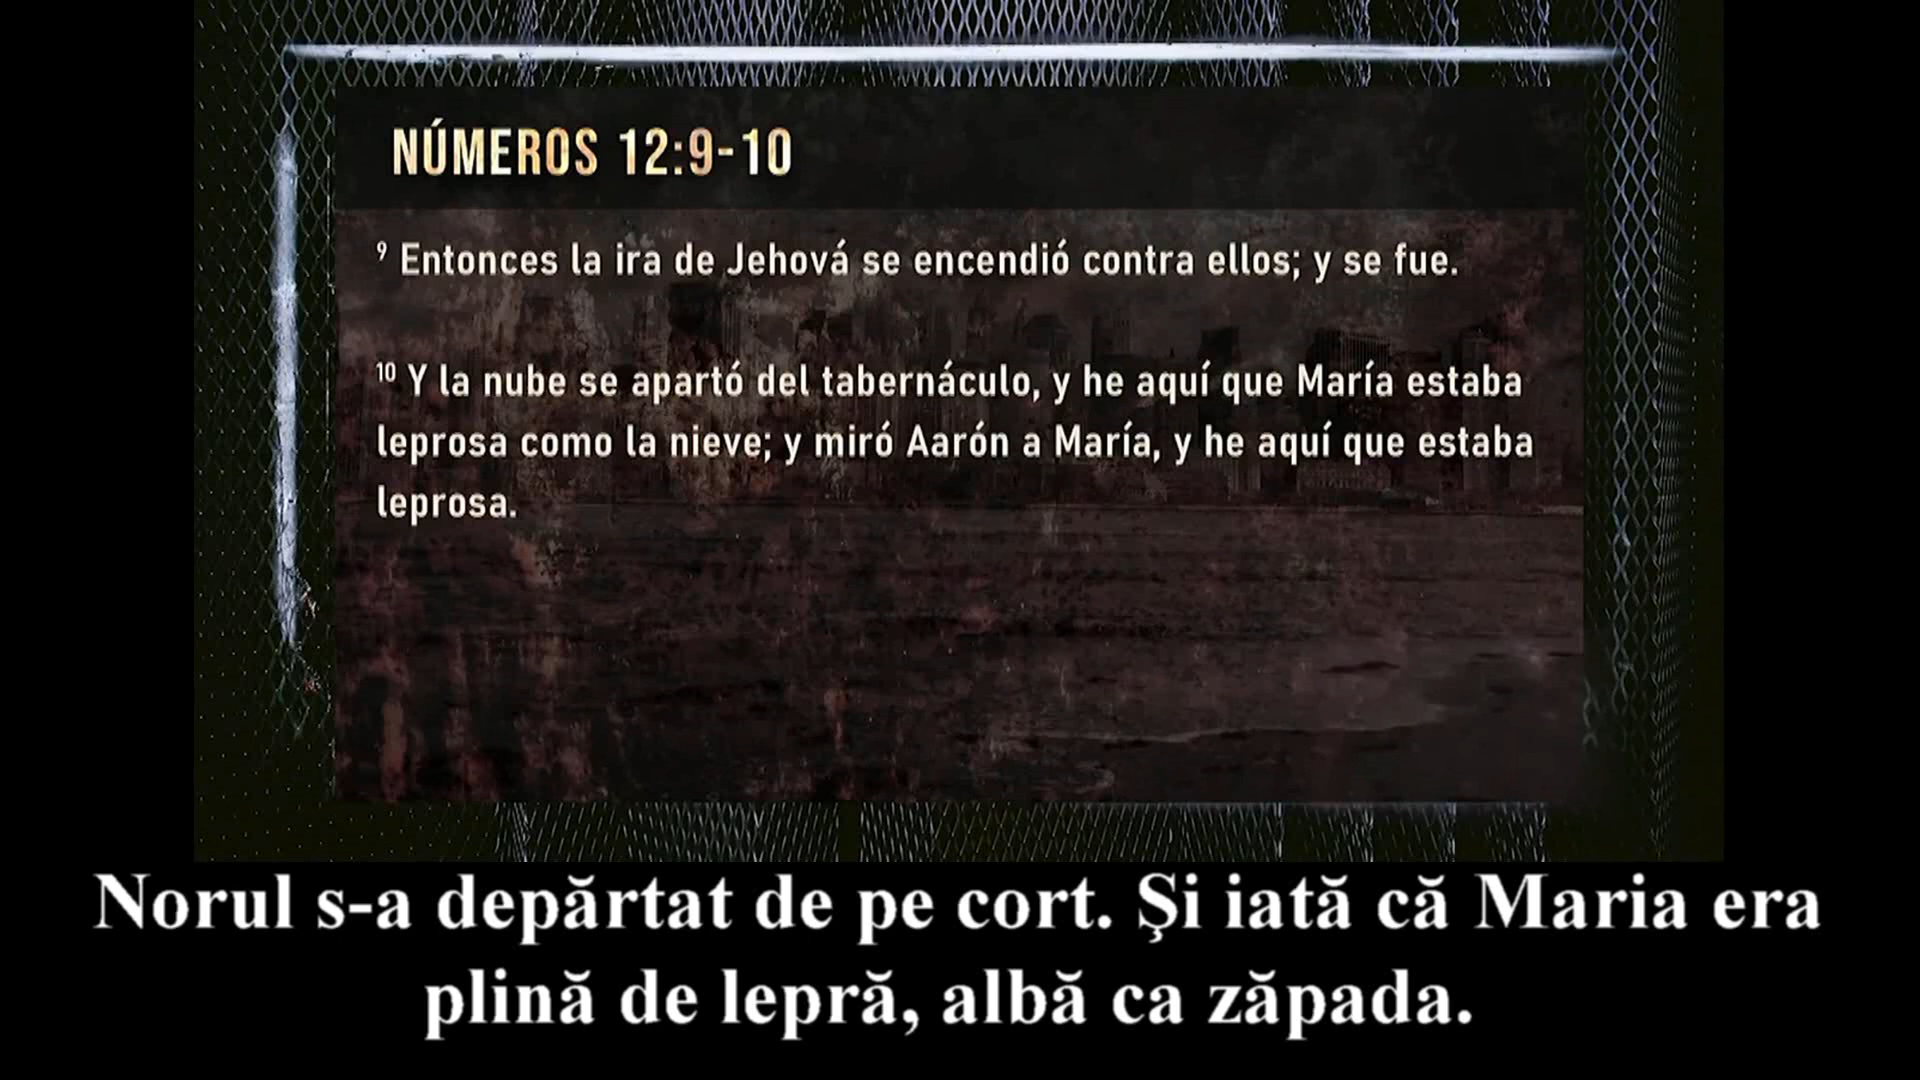 NÚMEROS 12:9-10
⁹ Entonces la ira de Jehová se encendió contra ellos; y se fue.
¹⁰ Y la nube se apartó del tabernáculo, y he aquí que María estaba
leprosa como la nieve; y miró Aarón a María, y he aquí que estaba
leprosa.
Norul s-a depărtat de pe cort. Şi iată că Maria era
plină de lepră, albă ca zăpada.